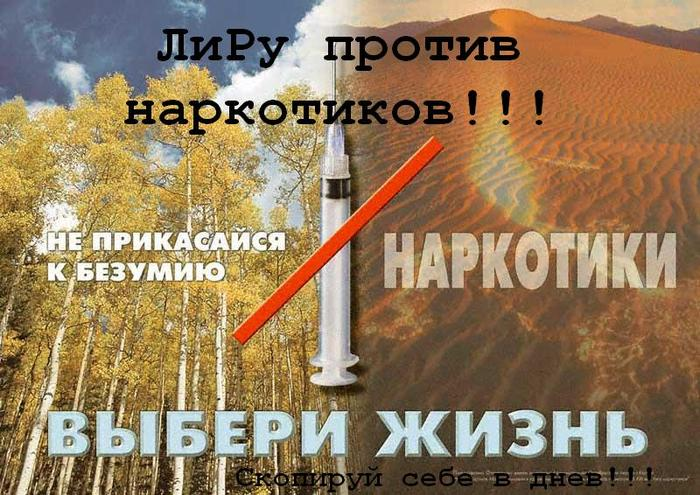 ЛиРу против
наркотиков!!!
НЕ ПРИКАСАЙСЯ
К БЕЗУМИЮ
НАРКОТИКИ
ВЫБЕРИ ЖИЗНЬ
Скопируй себе в днев!!!